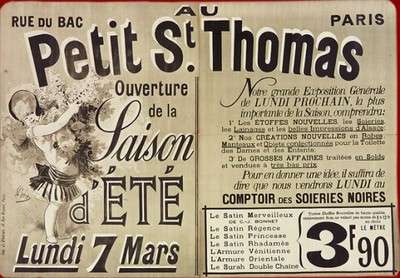 RUE DU BAC AU PARIS
Petit St. Thomas
Ouverture
de la
Saison
d'ÉTÉ
Lundi 7 Mars
Notre grande Exposition Générale
de LUNDI PROCHAIN, la plus
importante de la Saison, comprendra:
1° Les ÉTOFFES NOUVELLES, les Soieries,
les Lainages et les belles Impressions d'Alsace.
2° Nos CRÉATIONS NOUVELLES en Robes,
Manteaux et Objets confectionnés pour la Toilette
des Dames et des Enfants.
3° De GROSSES AFFAIRES traitées en Solde
et vendues à très bas prix.
Pour en donner une idée, il suffira de
dire que nous vendrons LUNDI au
COMPTOIR DES SOIERIES NOIRES
Le Satin Merveilleux
DE C.-J. BONNET
Le Satin Régence
Le Satin Princesse
Le Satin Rhadamès
L'Armure Vénitienne
L'Armure Orientale
Le Surah Double Chaîne
LE MÈTRE
3F90